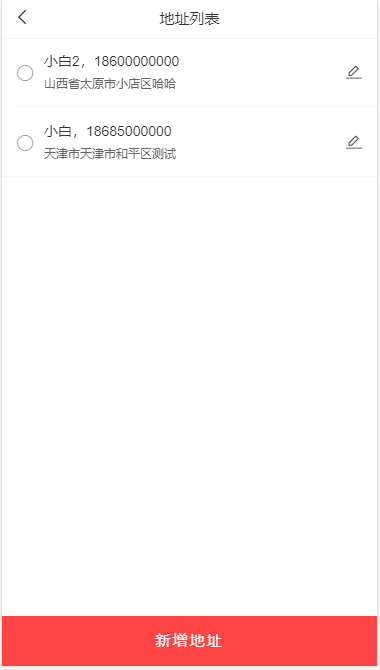 地址列表
小白2，18600000000
山西省太原市小店区哈哈
小白，18685000000
天津市天津市和平区测试
新增地址